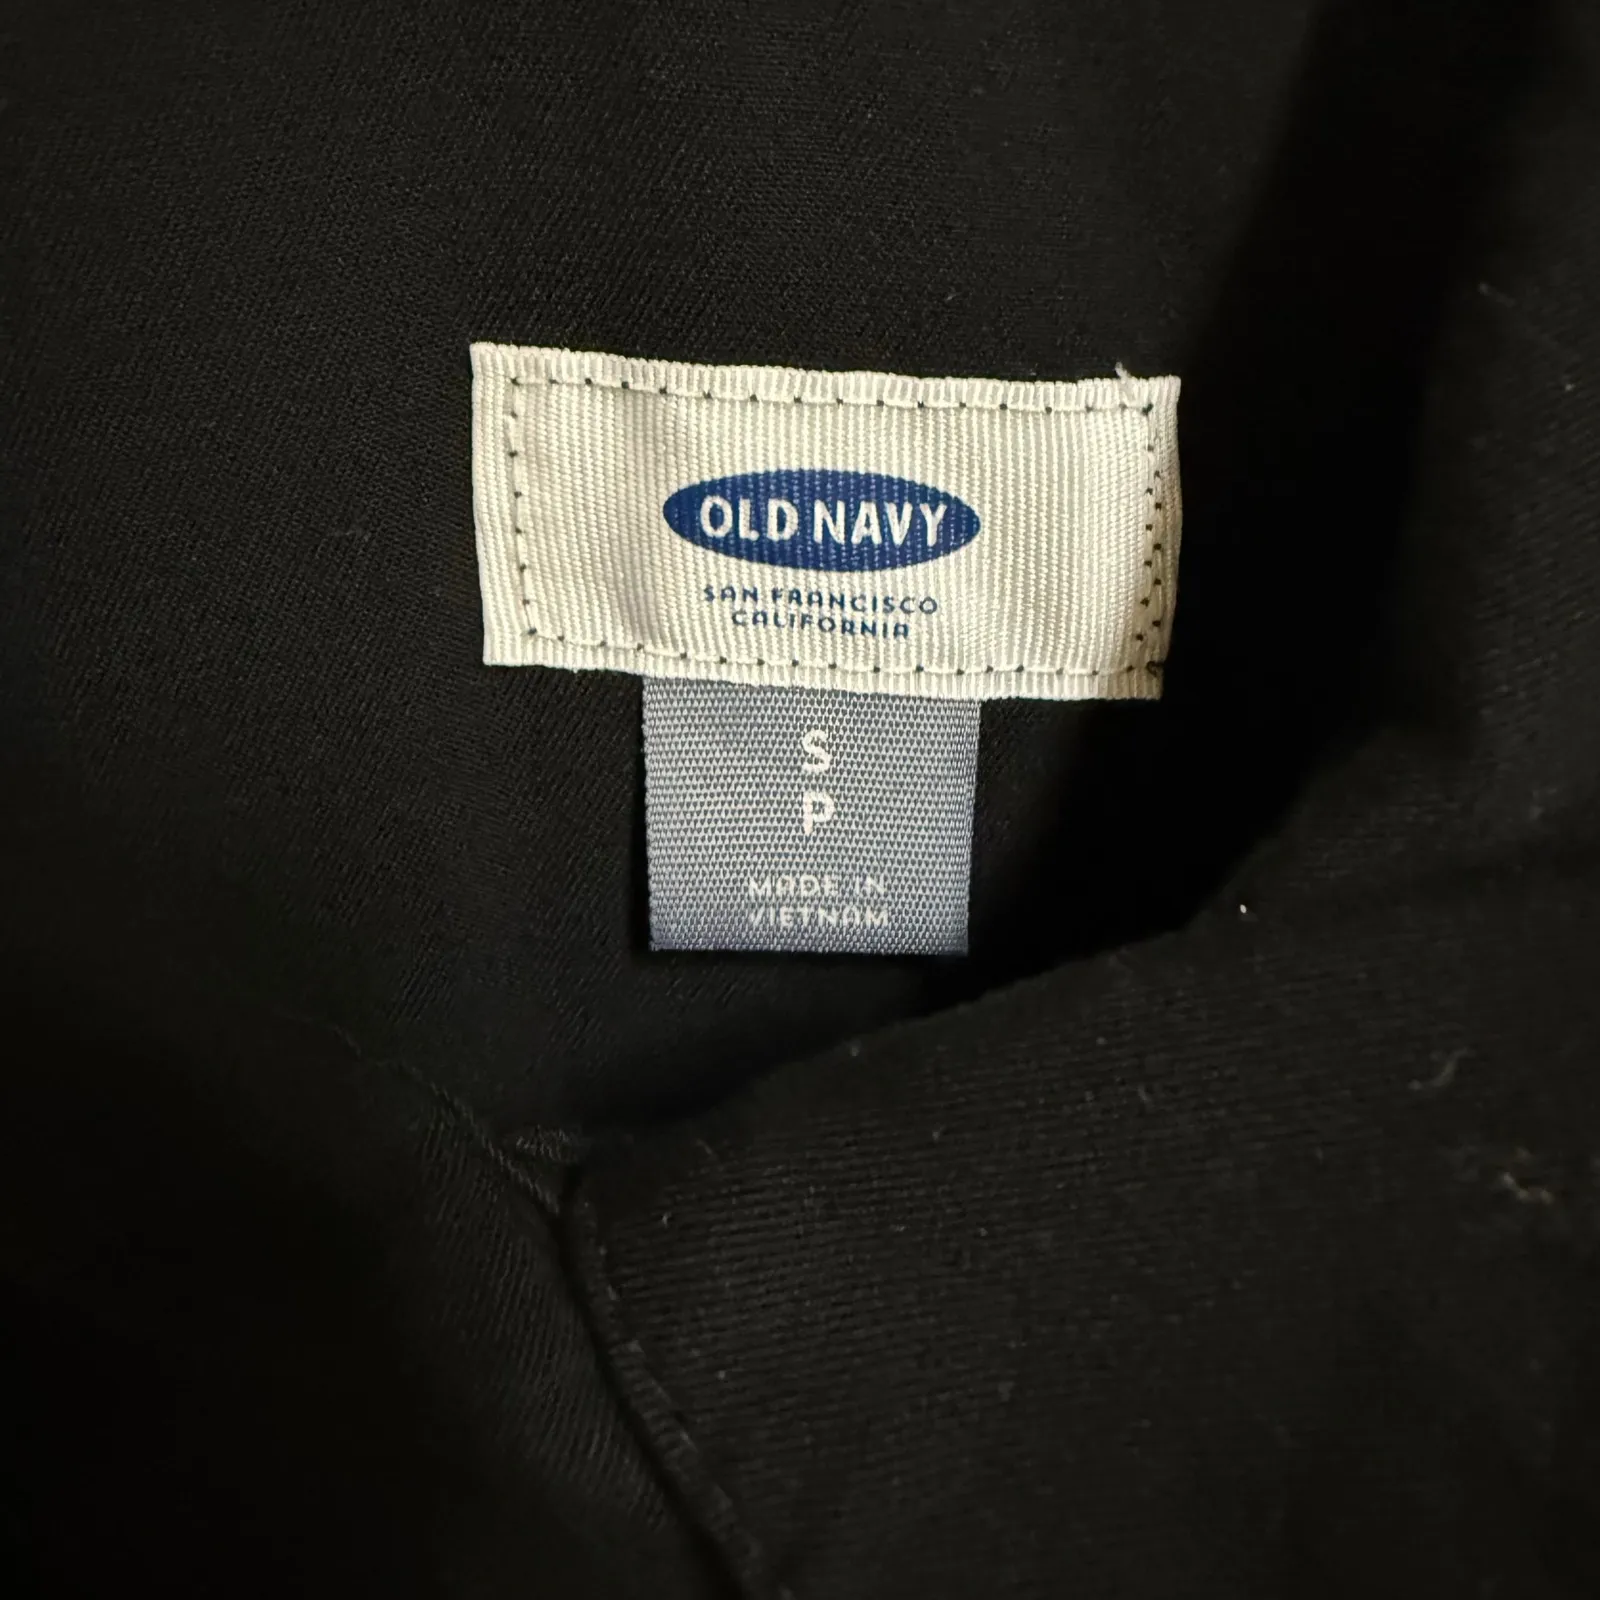 OLD NAVY
SAN FRANCISCO
CALIFORNIA
S
P
MADE IN
VIETNAM